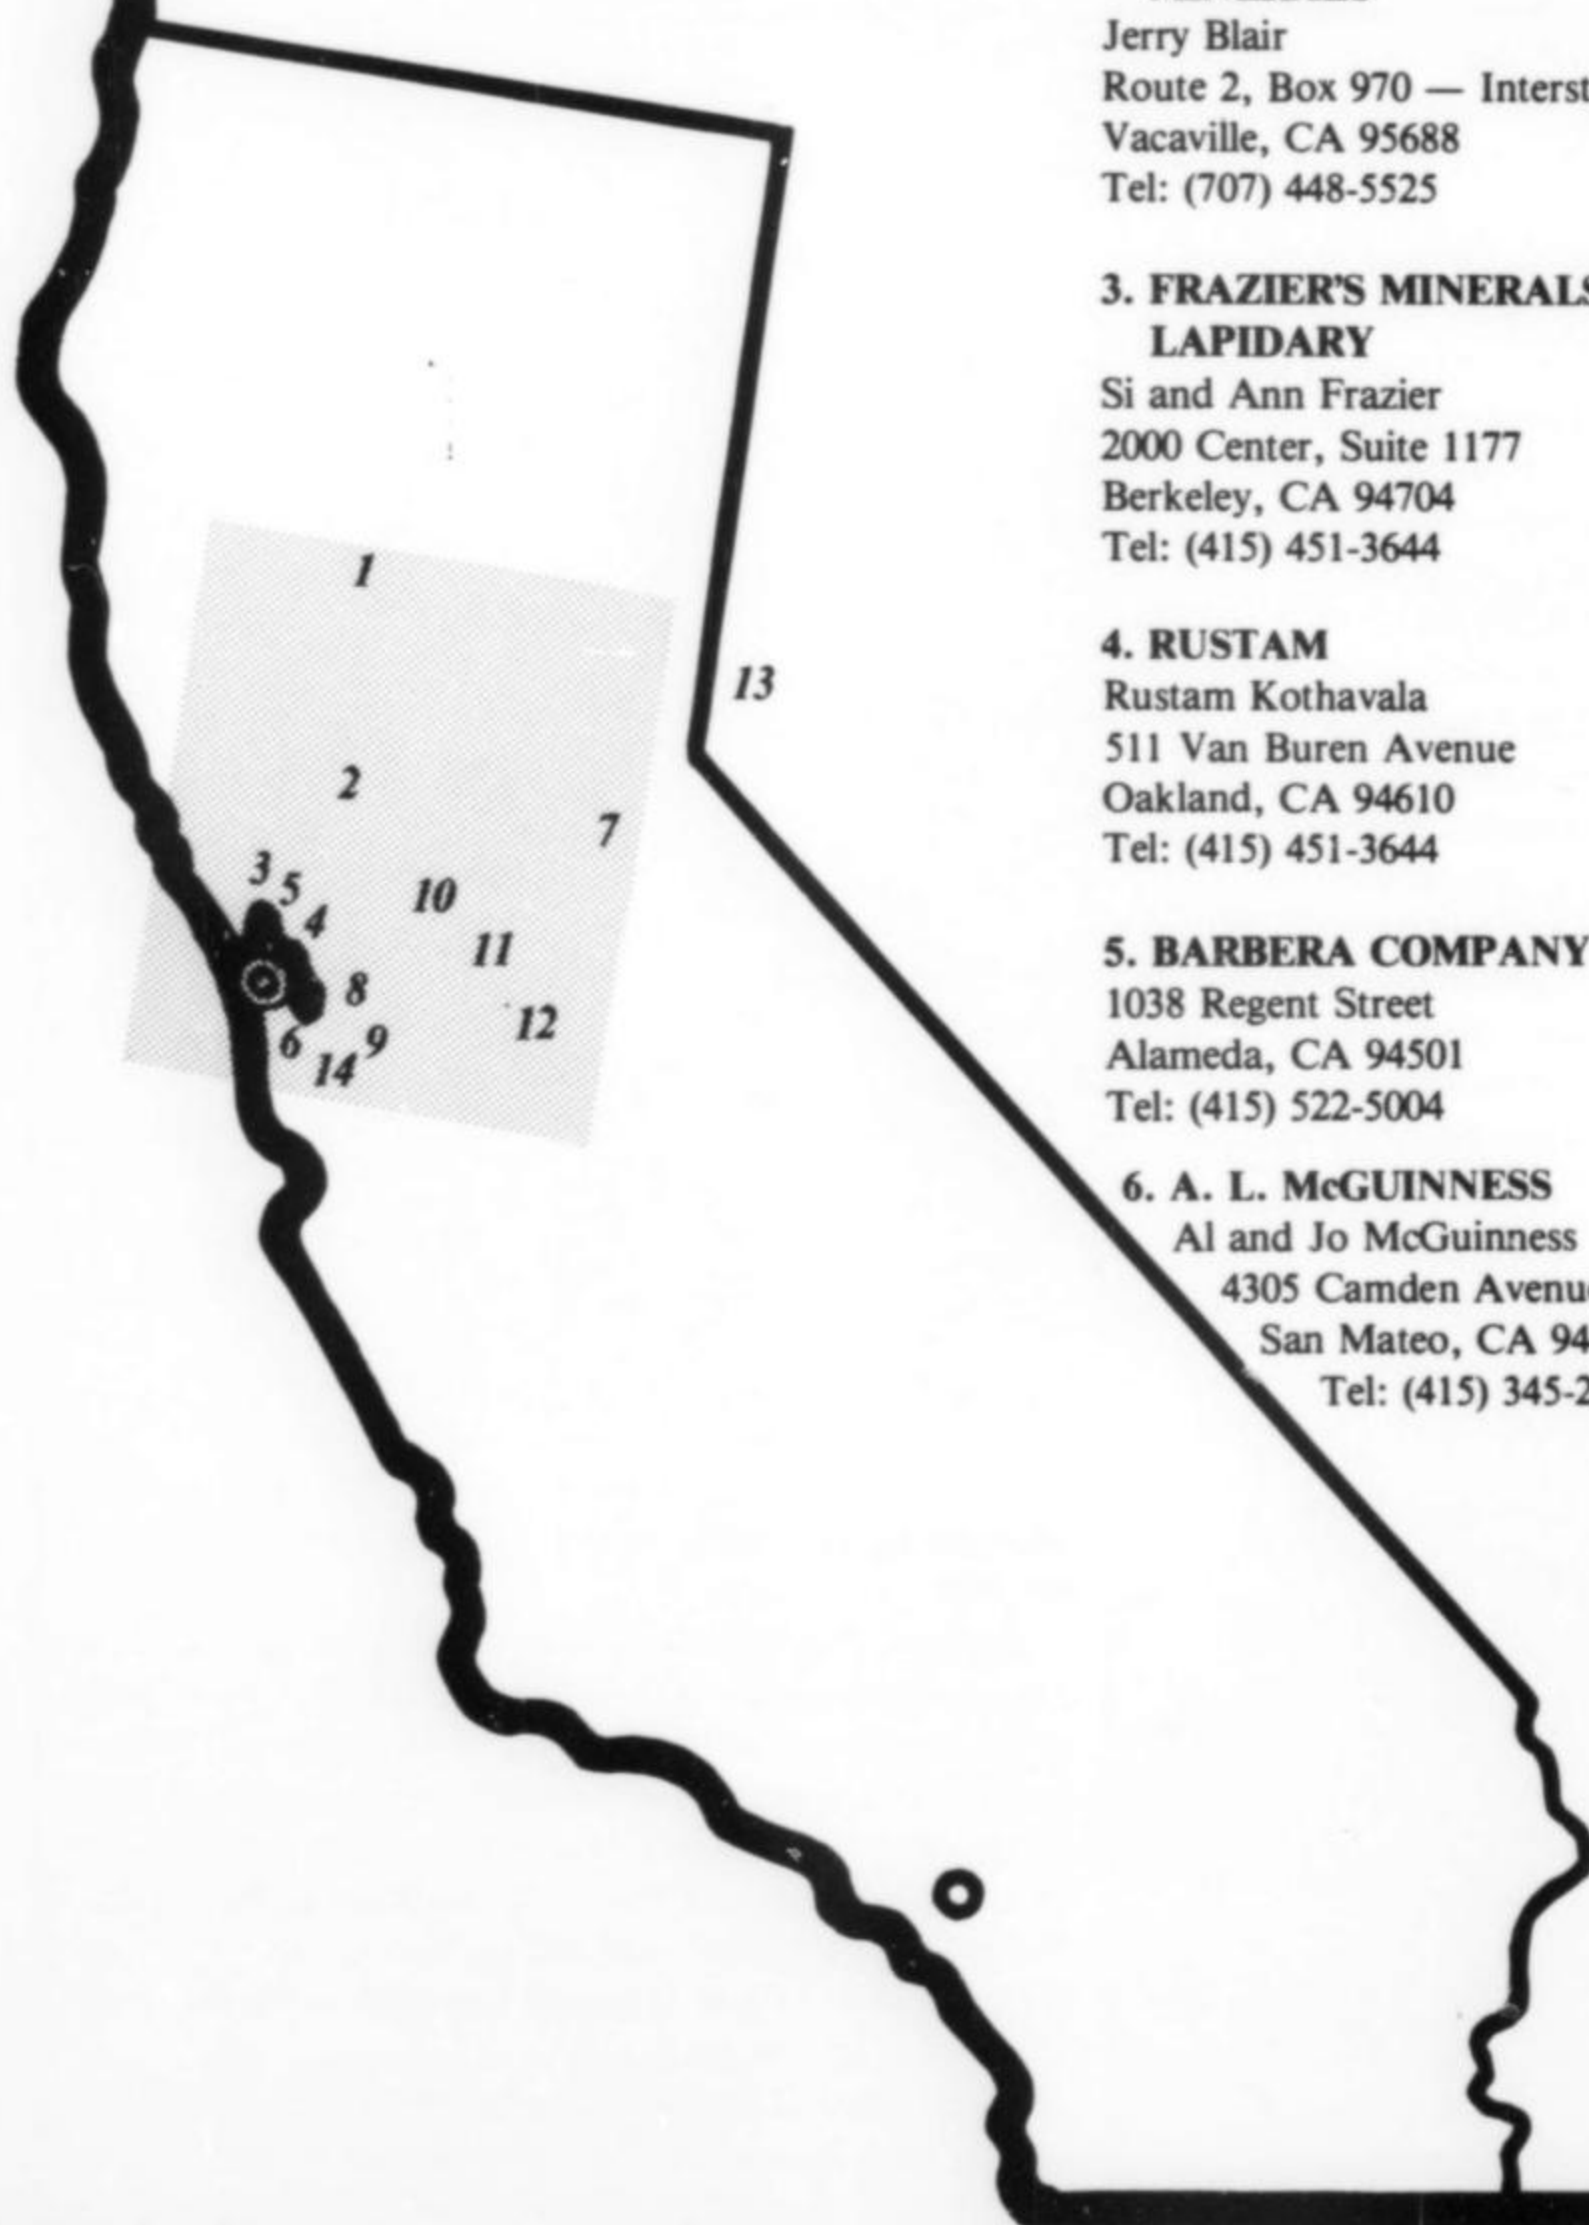 Jerry Blair
Route 2, Box 970 — Interst
Vacaville, CA 95688
Tel: (707) 448-5525
3. FRAZIER'S MINERALS
LAPIDARY
Si and Ann Frazier
2000 Center, Suite 1177
Berkeley, CA 94704
Tel: (415) 451-3644
4. RUSTAM
Rustam Kothavala
511 Van Buren Avenue
Oakland, CA 94610
Tel: (415) 451-3644
5. BARBERA COMPANY
1038 Regent Street
Alameda, CA 94501
Tel: (415) 522-5004
6. A. L. McGUINNESS
Al and Jo McGuinness
4305 Camden Avenue
San Mateo, CA 94
Tel: (415) 345-2
1
13
2
7
3
5
4
10
11
8
12
6
14
9